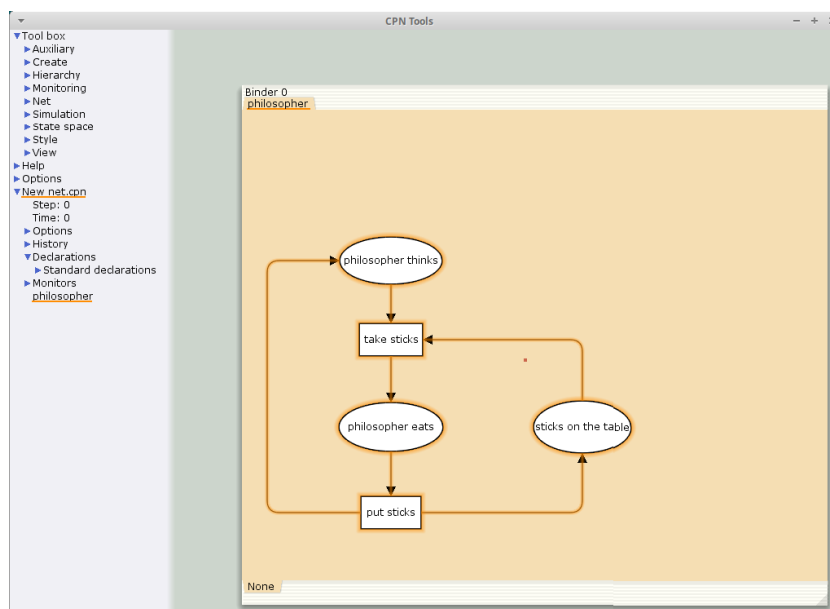 CPN Tools
Tool box
Auxiliary
Create
Hierarchy
Monitoring
Net
Simulation
State space
Style
View
Help
Options
New net.cpn
Step: 0
Time: 0
Options
History
Declarations
Standard declarations
Monitors
philosopher
Binder 0
philosopher
philosopher thinks
take sticks
philosopher eats
sticks on the table
put sticks
None